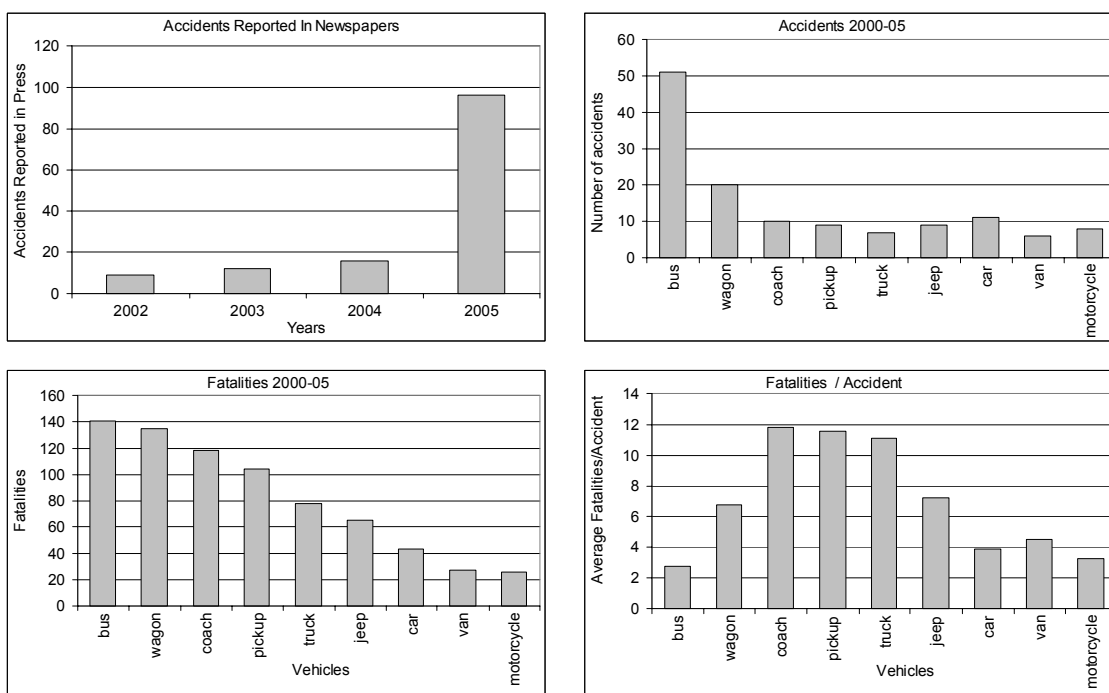 Accidents Reported In Newspapers
Accidents Reported in Press
120
100
80
60
40
20
0
2002 2003 2004 2005
Years
Accidents 2000-05
Number of accidents
60
50
40
30
20
10
0
bus wagon coach pickup truck jeep car van motorcycle
Fatalities 2000-05
Fatalities
160
140
120
100
80
60
40
20
0
bus wagon coach pickup truck jeep car van motorcycle
Vehicles
Fatalities / Accident
Average Fatalities/Accident
14
12
10
8
6
4
2
0
bus wagon coach pickup truck jeep car van motorcycle
Vehicles